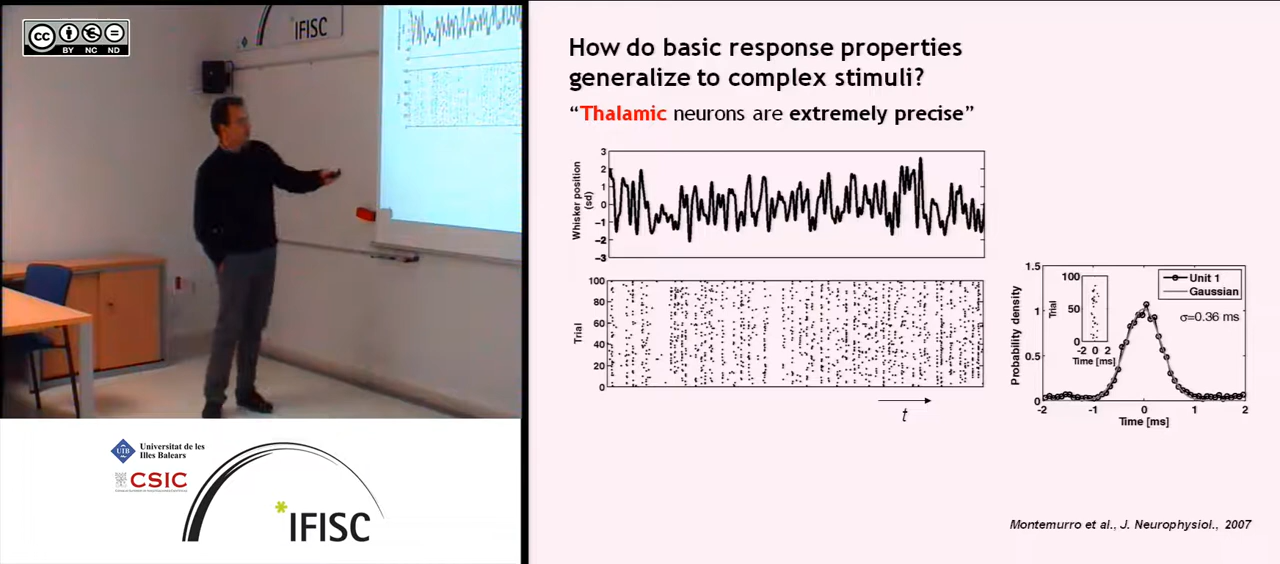 cc
BY NC ND
IFISC
Universitat de les
Illes Balears
UIB
CSIC
IFISC
How do basic response properties
generalize to complex stimuli?
“Thalamic neurons are extremely precise”
Whisker position
(sd)
3
2
1
0
−1
−2
−3
Trial
100
80
60
40
20
0
t
Probability density
1.5
1
0.5
0
-2 -1 0 1 2
Time [ms]
Unit 1
Gaussian
σ=0.36 ms
Trial
100
50
0
−2 0 2
Time [ms]
Montemurro et al., J. Neurophysiol., 2007